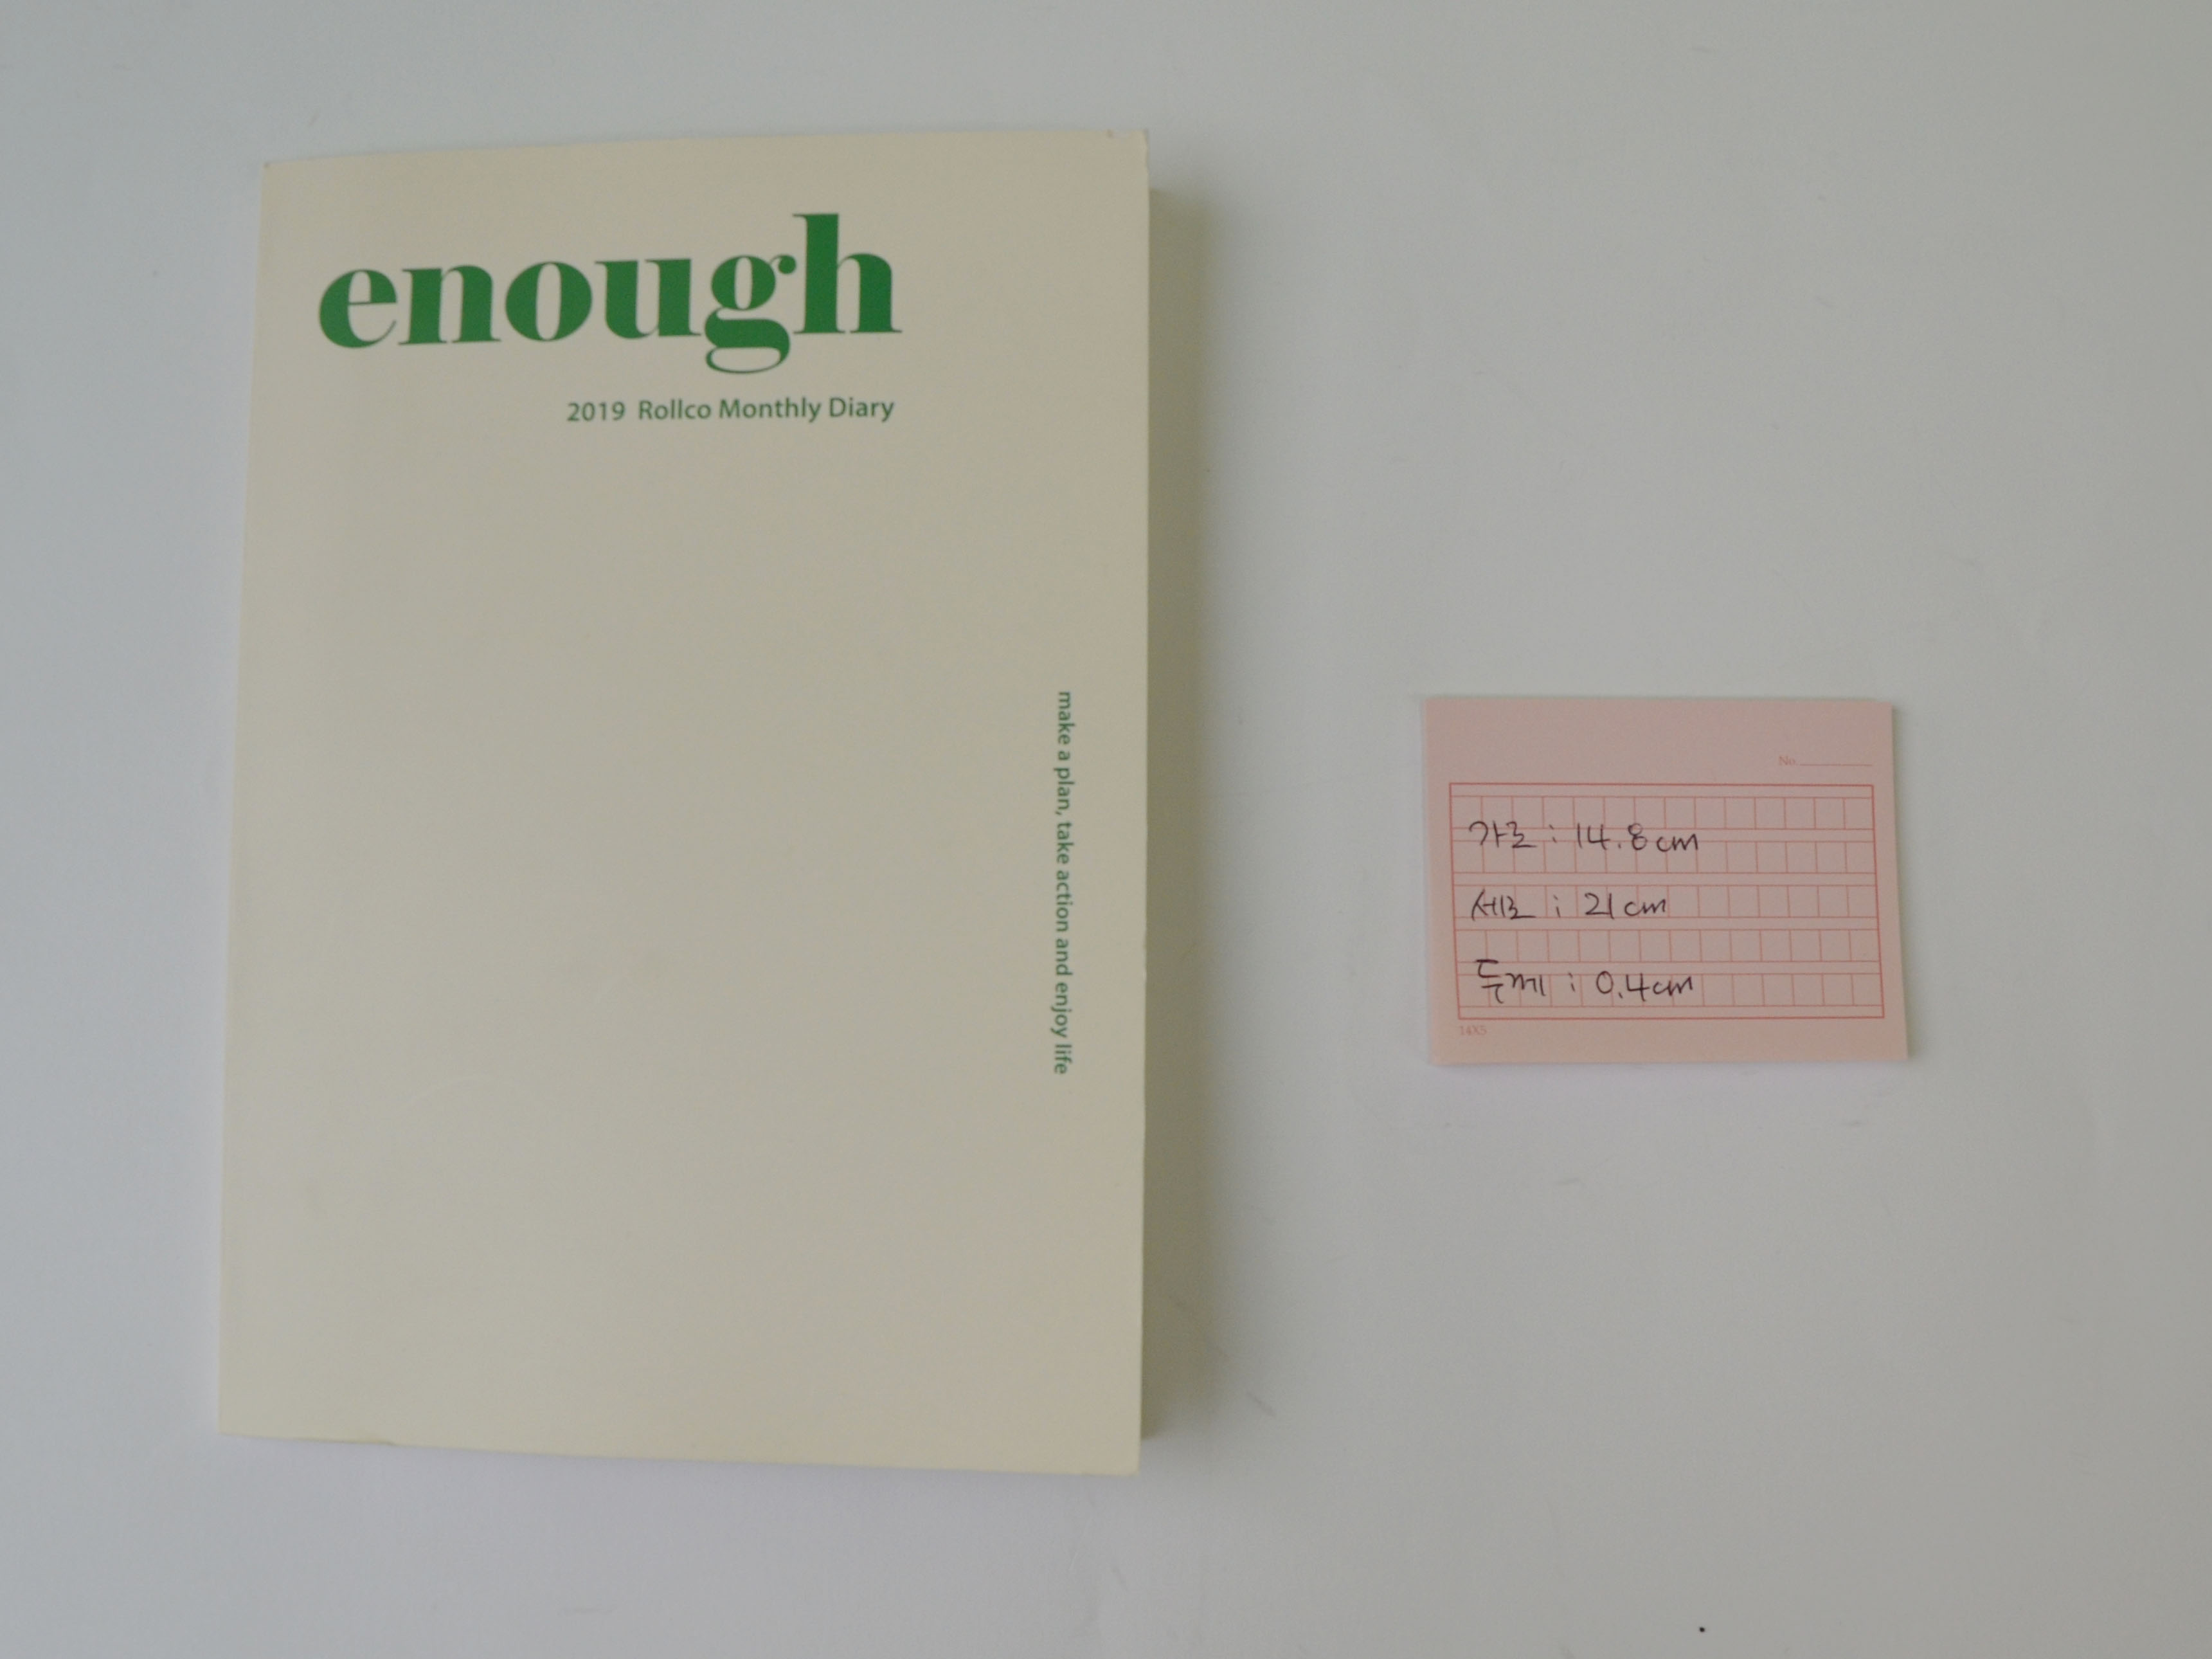 enough
2019 Rollco Monthly Diary
make a plan, take action and enjoy life
No.
가로 : 14.8cm
세로 : 21cm
두께 : 0.4cm
14X5